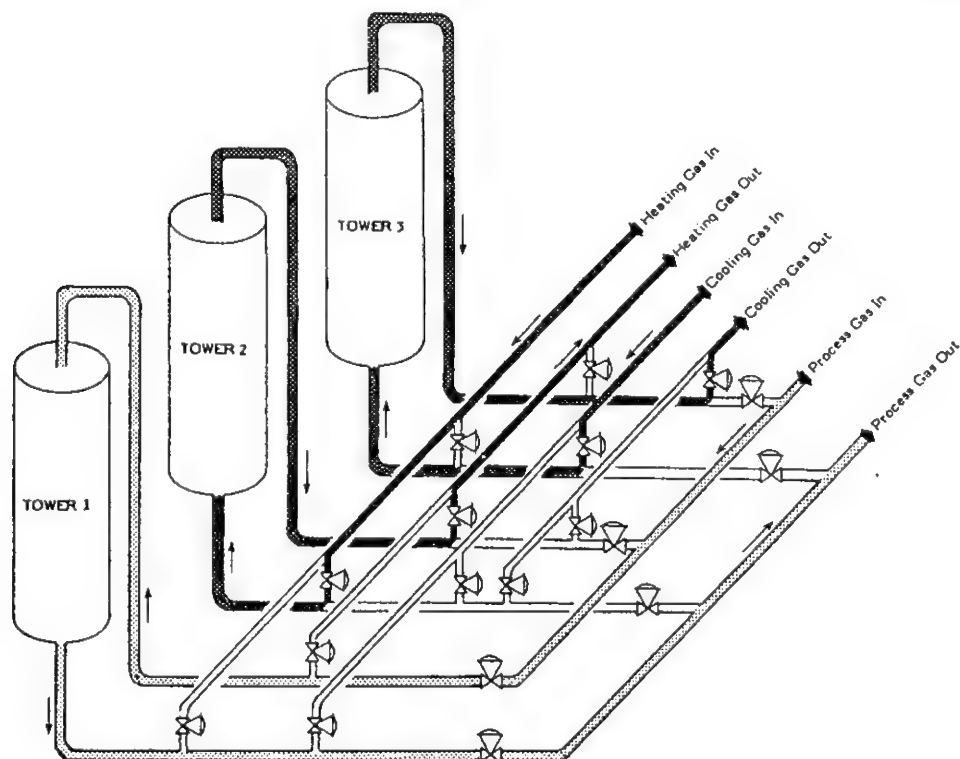 TOWER 3
TOWER 2
TOWER 1
Heating Gas In
Heating Gas Out
Cooling Gas In
Cooling Gas Out
Process Gas In
Process Gas Out